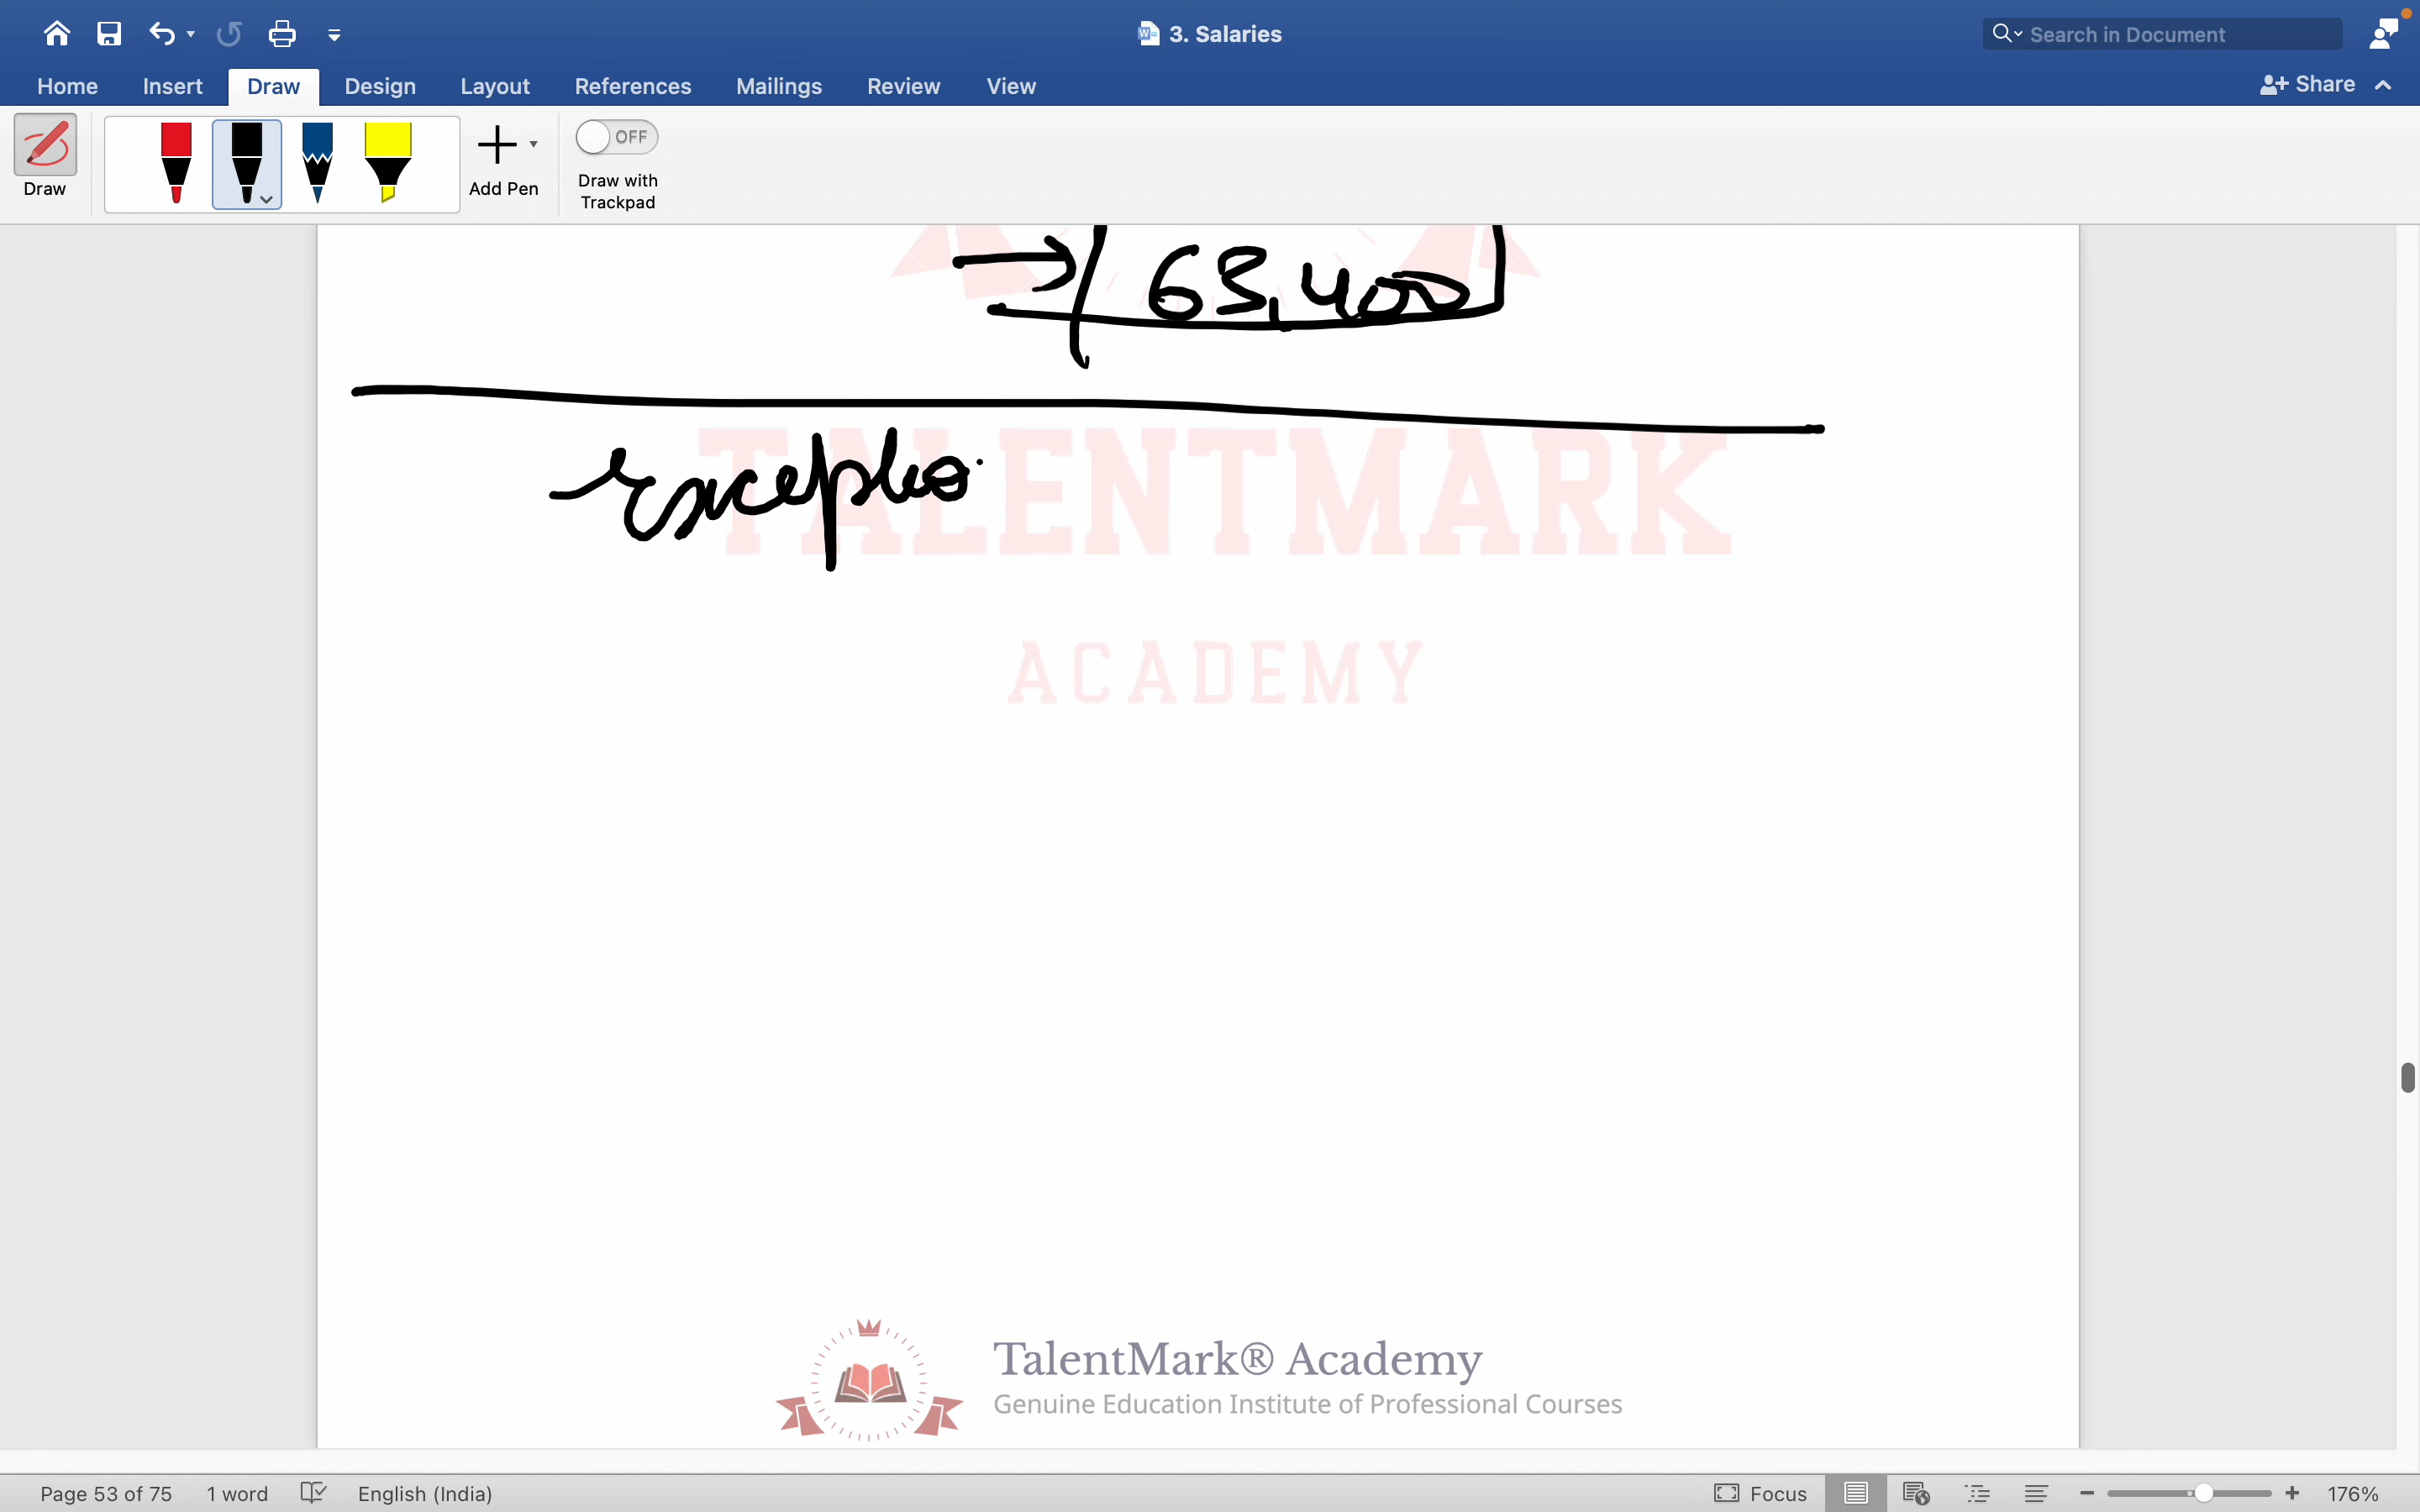 3. Salaries
Search in Document
Home Insert Draw Design Layout References Mailings Review View
Share
OFF
Draw
Add Pen
Draw with
Trackpad
63,400
TALENTMARK
exceptio
ACADEMY
TalentMark® Academy
Genuine Education Institute of Professional Courses
Page 53 of 75 1 word English (India) Focus 176%